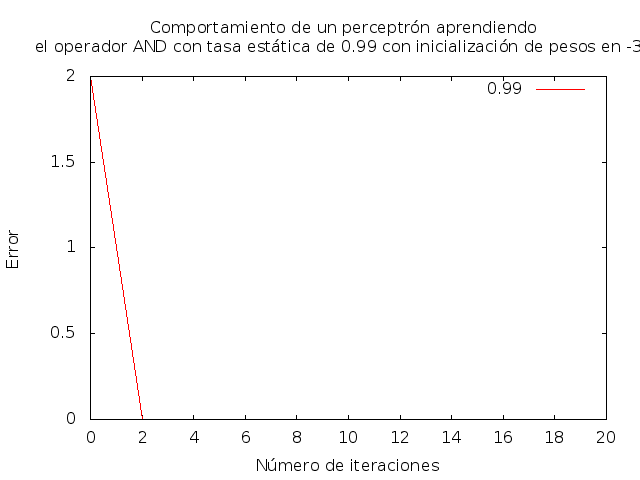 Comportamiento de un perceptrón aprendiendo
el operador AND con tasa estática de 0.99 con inicialización de pesos en -3
0.99
2
1.5
1
0.5
0
Error
0 2 4 6 8 10 12 14 16 18 20
Número de iteraciones